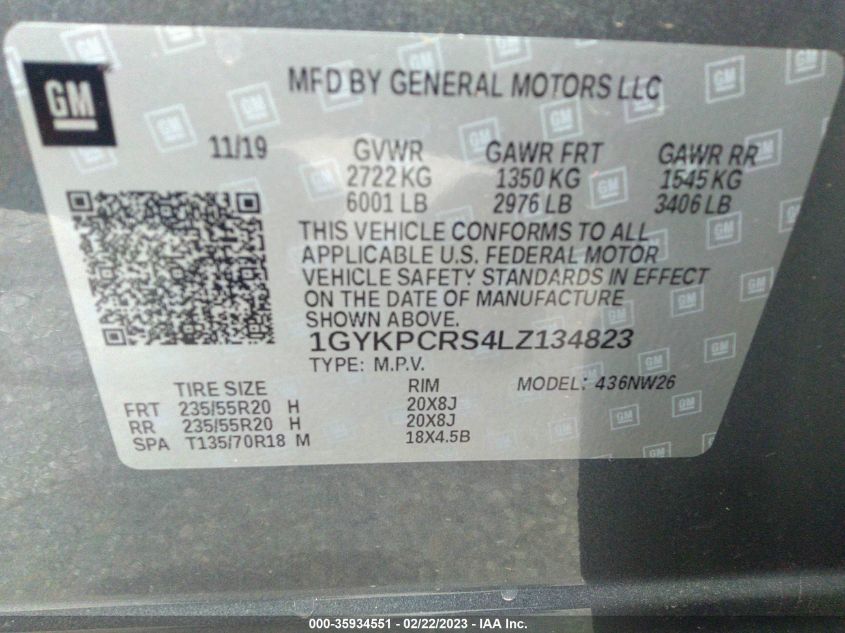 GM
MFD BY GENERAL MOTORS LLC
11/19
GVWR GAWR FRT GAWR RR
2722 KG 1350 KG 1545 KG
6001 LB 2976 LB 3406 LB
THIS VEHICLE CONFORMS TO ALL
APPLICABLE U.S. FEDERAL MOTOR
VEHICLE SAFETY STANDARDS IN EFFECT
ON THE DATE OF MANUFACTURE
SHOWN ABOVE.
1GYKPCRS4LZ134823
TYPE: M.P.V.
TIRE SIZE RIM MODEL: 436NW26
FRT 235/55R20 H 20X8J
RR 235/55R20 H 20X8J
SPA T135/70R18 M 18X4.5B
000-35934551 - 02/22/2023 - IAA Inc.